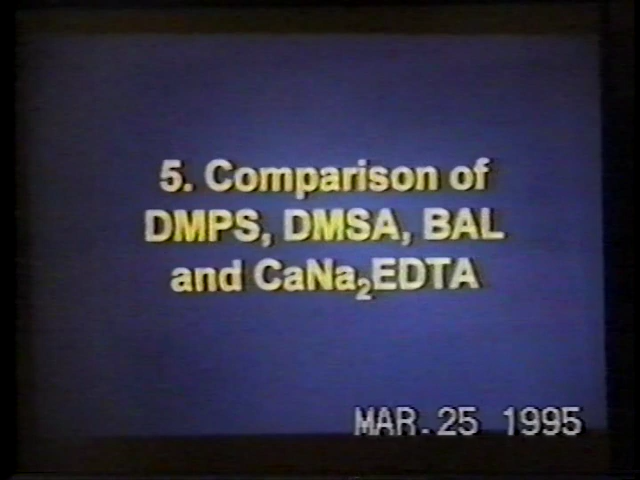 5. Comparison of
DMPS, DMSA, BAL
and CaNa₂EDTA
MAR. 25 1995